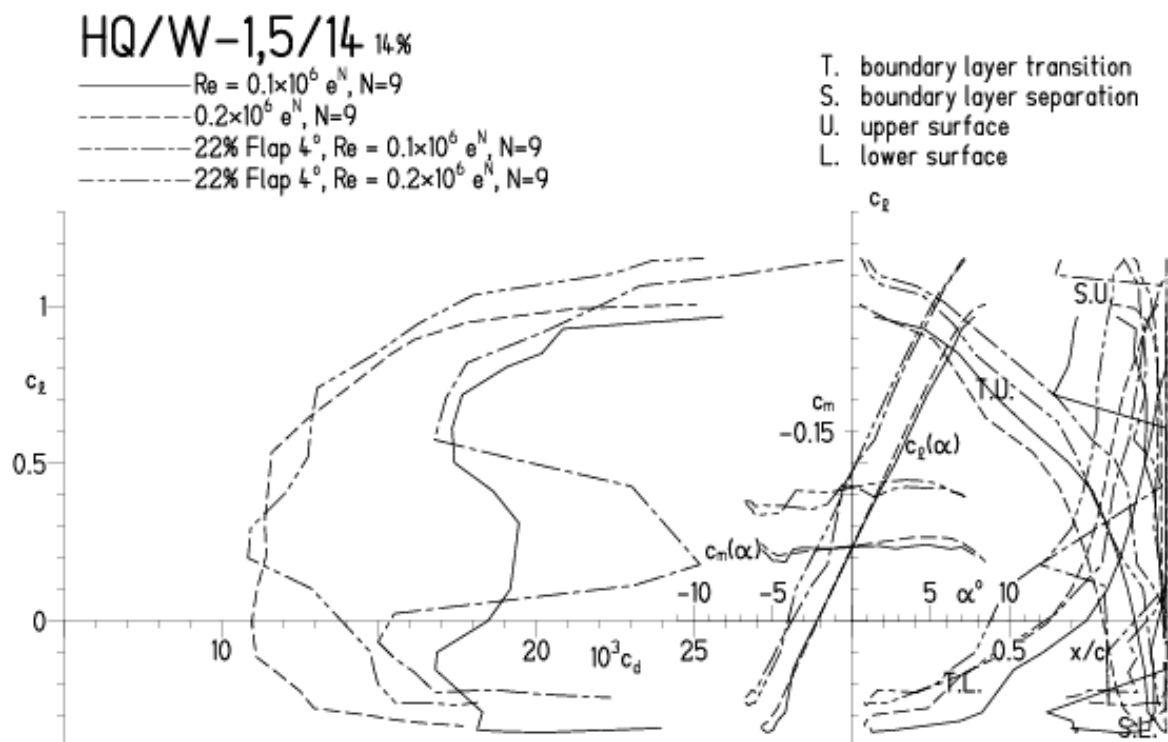 HQ/W-1,5/14 14%
Re = 0.1×10⁶ eᴺ, N=9
0.2×10⁶ eᴺ, N=9
22% Flap 4°, Re = 0.1×10⁶ eᴺ, N=9
22% Flap 4°, Re = 0.2×10⁶ eᴺ, N=9
T. boundary layer transition
S. boundary layer separation
U. upper surface
L. lower surface
cℓ
S.U.
1
T.U.
cℓ
cm
-0.15
cℓ(α)
0.5
cm(α)
-10 -5 5 α° 10
0
10 20 10³cd 25 0.5 x/c
T.L.
S.L.